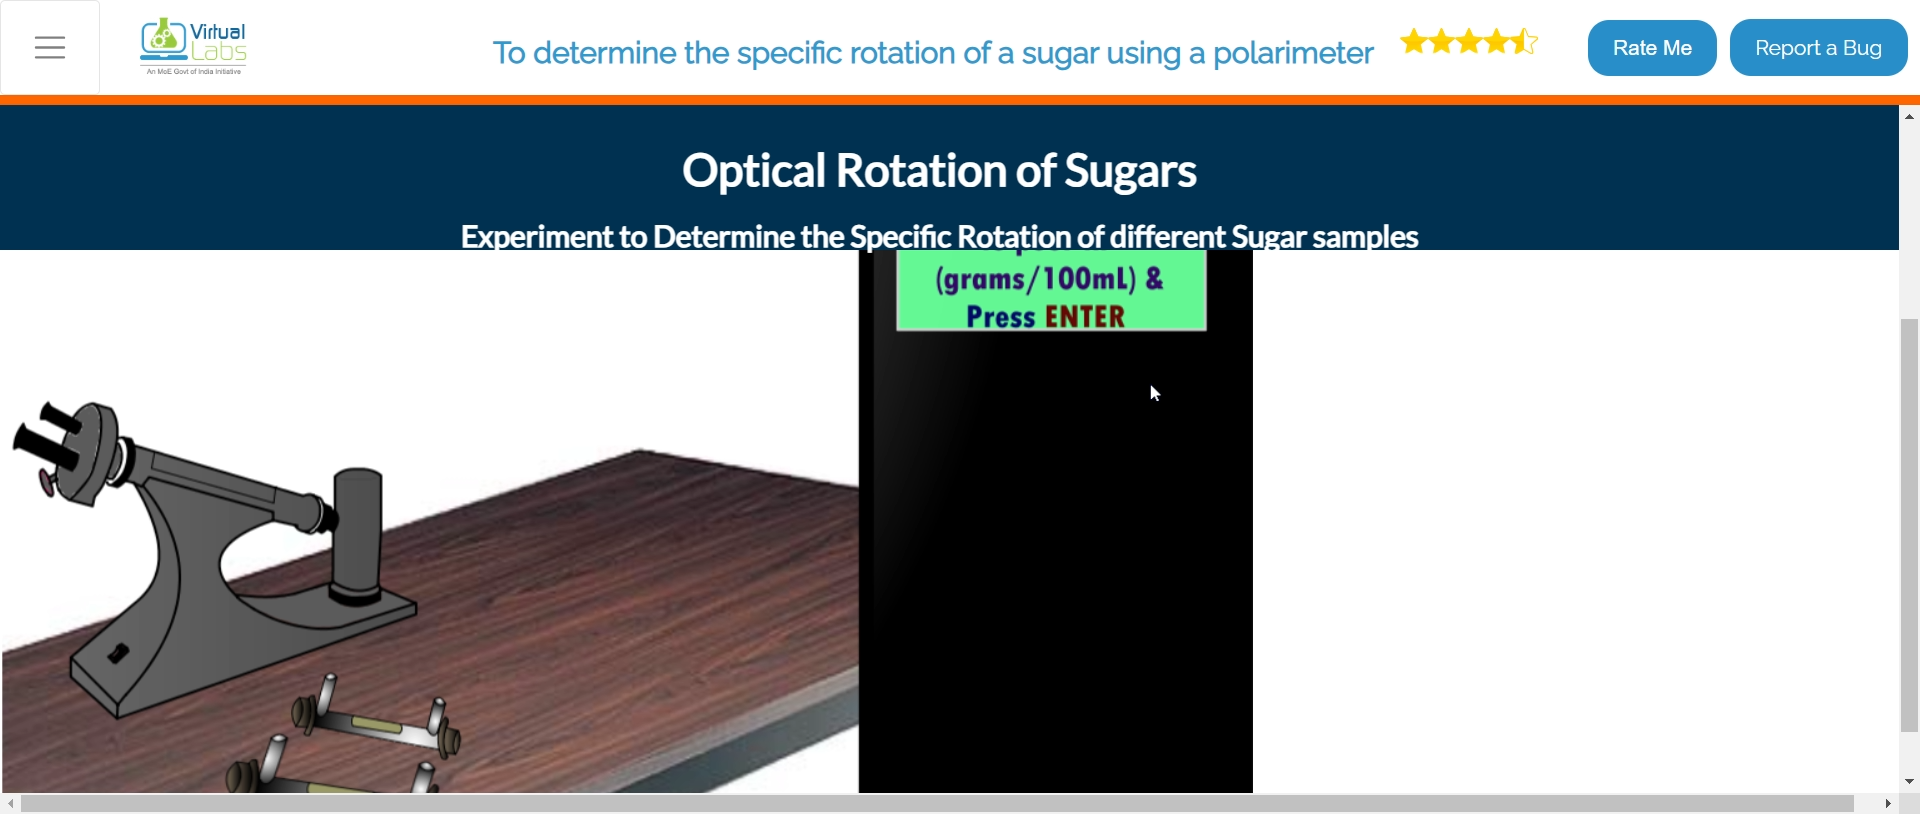 Virtual
Labs
An MoE Govt of India Initiative
To determine the specific rotation of a sugar using a polarimeter
Rate Me
Report a Bug
Optical Rotation of Sugars
Experiment to Determine the Specific Rotation of different Sugar samples
(grams/100mL) &
Press ENTER